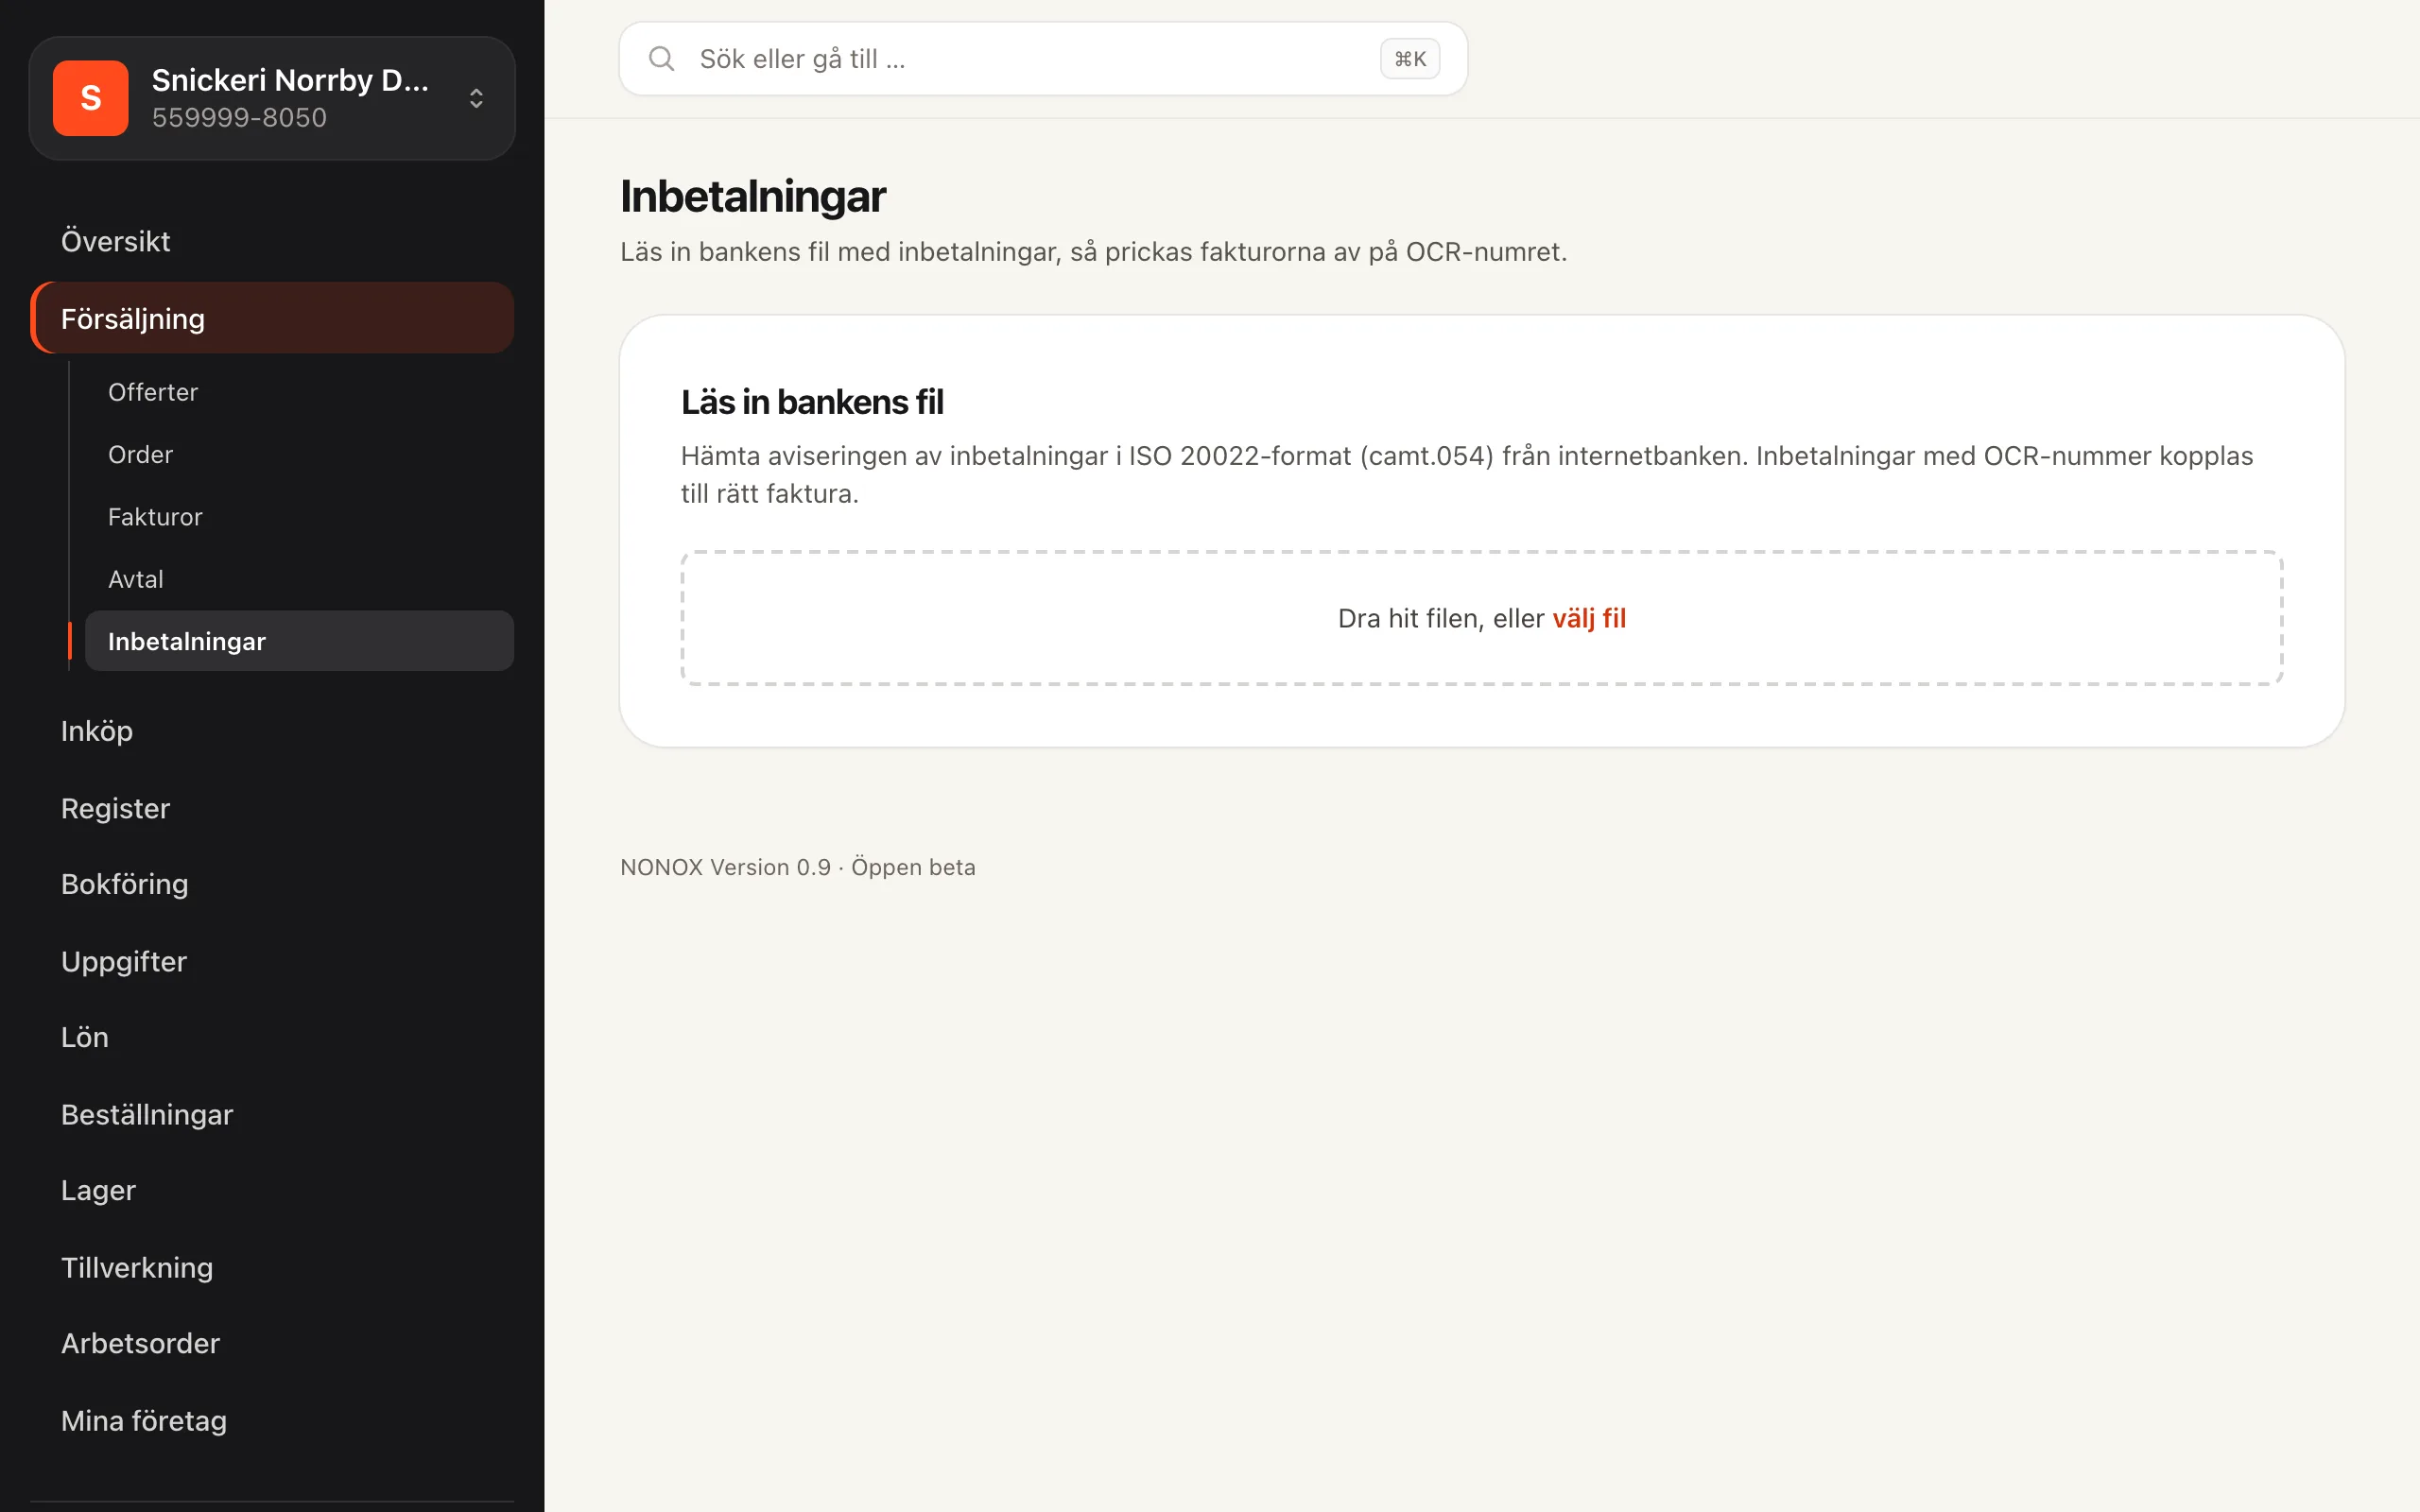 S
Snickeri Norrby D...
559999-8050
Översikt
Försäljning
Offerter
Order
Fakturor
Avtal
Inbetalningar
Inköp
Register
Bokföring
Uppgifter
Lön
Beställningar
Lager
Tillverkning
Arbetsorder
Mina företag
Sök eller gå till ...
⌘K
Inbetalningar
Läs in bankens fil med inbetalningar, så prickas fakturorna av på OCR-numret.
Läs in bankens fil
Hämta aviseringen av inbetalningar i ISO 20022-format (camt.054) från internetbanken. Inbetalningar med OCR-nummer kopplas
till rätt faktura.
Dra hit filen, eller välj fil
NONOX Version 0.9 · Öppen beta